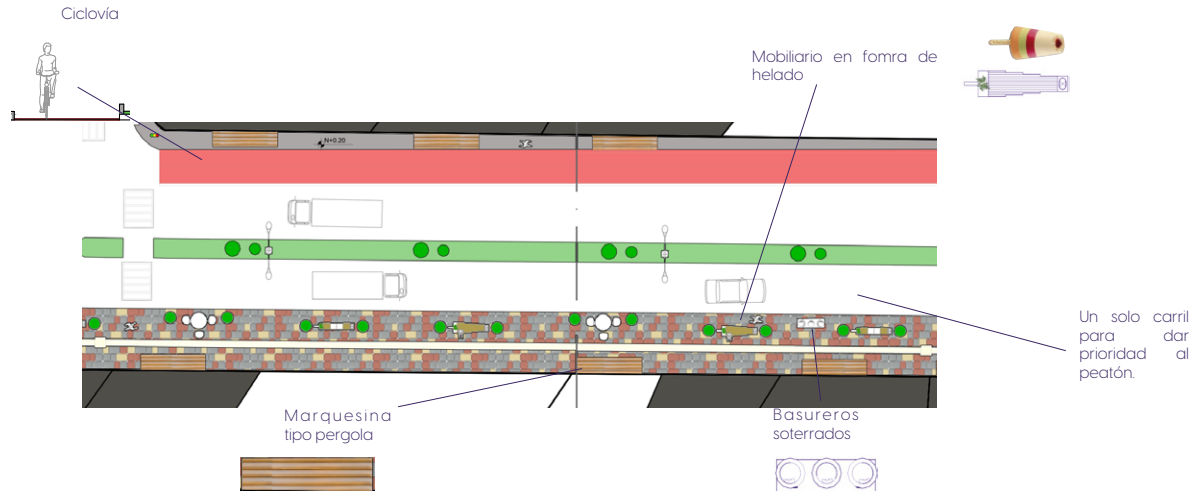 Ciclovía
Mobiliario en fomra de
helado
N=+0.20
Un solo carril
para dar
prioridad al
peatón.
Marquesina
tipo pergola
Basureros
soterrados